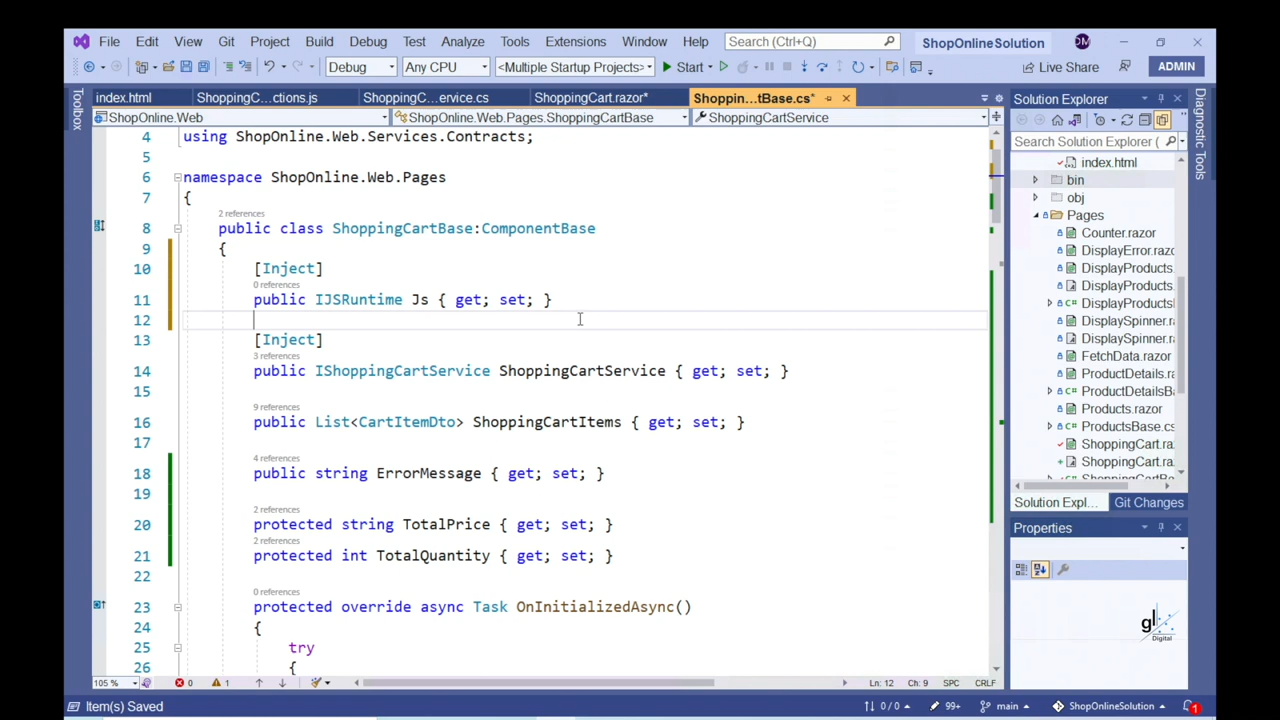 File Edit View Git Project Build Debug Test Analyze Tools Extensions Window Help Search (Ctrl+Q) ShopOnlineSolution DM
Debug Any CPU <Multiple Startup Projects> Start Live Share ADMIN
Toolbox
index.html ShoppingC...ctions.js ShoppingC...ervice.cs ShoppingCart.razor* Shoppin...tBase.cs*
ShopOnline.Web ShopOnline.Web.Pages.ShoppingCartBase ShoppingCartService
4 using ShopOnline.Web.Services.Contracts;
5
6 namespace ShopOnline.Web.Pages
7 {
2 references
8 public class ShoppingCartBase:ComponentBase
9 {
10 [Inject]
0 references
11 public IJSRuntime Js { get; set; }
12
13 [Inject]
3 references
14 public IShoppingCartService ShoppingCartService { get; set; }
15
9 references
16 public List<CartItemDto> ShoppingCartItems { get; set; }
17
4 references
18 public string ErrorMessage { get; set; }
19
2 references
20 protected string TotalPrice { get; set; }
2 references
21 protected int TotalQuantity { get; set; }
22
0 references
23 protected override async Task OnInitializedAsync()
24 {
25 try
26 {
105 % 0 1 Ln: 12 Ch: 9 SPC CRLF
Solution Explorer
Search Solution Explorer (
index.html
bin
obj
Pages
Counter.razor
DisplayError.razo
DisplayProducts.
DisplayProducts.
DisplayProducts
DisplaySpinner.r
DisplaySpinner.r
FetchData.razor
ProductDetails.ra
ProductDetailsBa
Products.razor
ProductsBase.cs
ShoppingCart.ra
ShoppingCart.ra
Solution Expl... Git Changes
Properties
gl
Digital
Diagnostic Tools
Item(s) Saved 0 / 0 99+ main ShopOnlineSolution 1